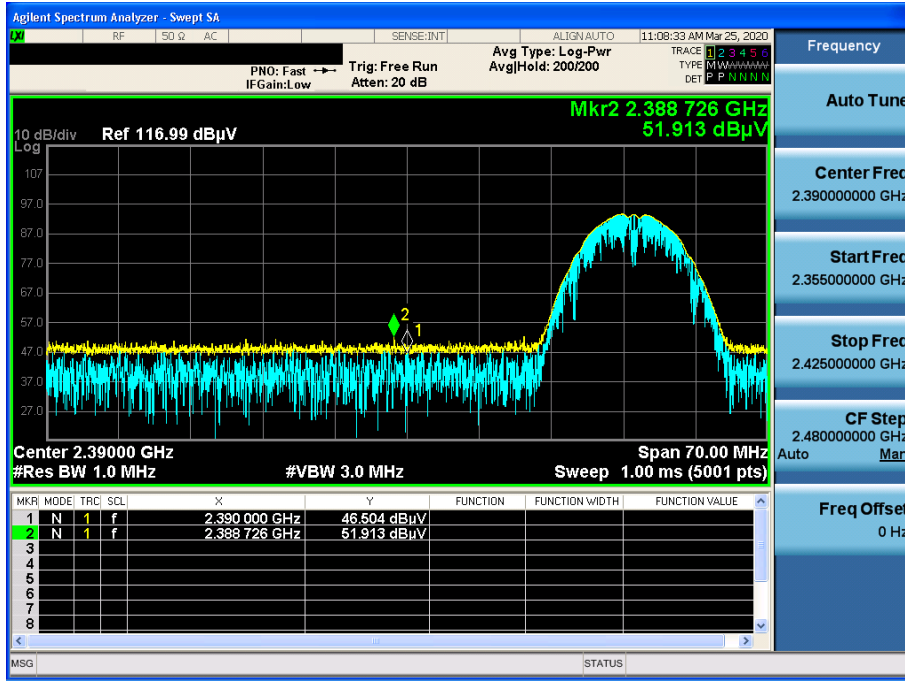 Agilent Spectrum Analyzer - Swept SA
LXI RF 50 Ω AC SENSE:INT ALIGN AUTO 11:08:33 AM Mar 25, 2020
PNO: Fast Trig: Free Run Avg Type: Log-Pwr TRACE 1 2 3 4 5 6
IFGain:Low Atten: 20 dB Avg|Hold: 200/200 TYPE M W W W W W
DET P P N N N N
Mkr2 2.388 726 GHz
51.913 dBµV
10 dB/div Ref 116.99 dBµV
Log
107
97.0
87.0
77.0
67.0
57.0
47.0
37.0
27.0
2
1
Center 2.39000 GHz Span 70.00 MHz
#Res BW 1.0 MHz #VBW 3.0 MHz Sweep 1.00 ms (5001 pts)
MKR MODE TRC SCL X Y FUNCTION FUNCTION WIDTH FUNCTION VALUE
1 N 1 f 2.390 000 GHz 46.504 dBµV
2 N 1 f 2.388 726 GHz 51.913 dBµV
3
4
5
6
7
8
MSG STATUS
Frequency
Auto Tune
Center Freq
2.390000000 GHz
Start Freq
2.355000000 GHz
Stop Freq
2.425000000 GHz
CF Step
2.480000000 GHz
Auto Man
Freq Offset
0 Hz